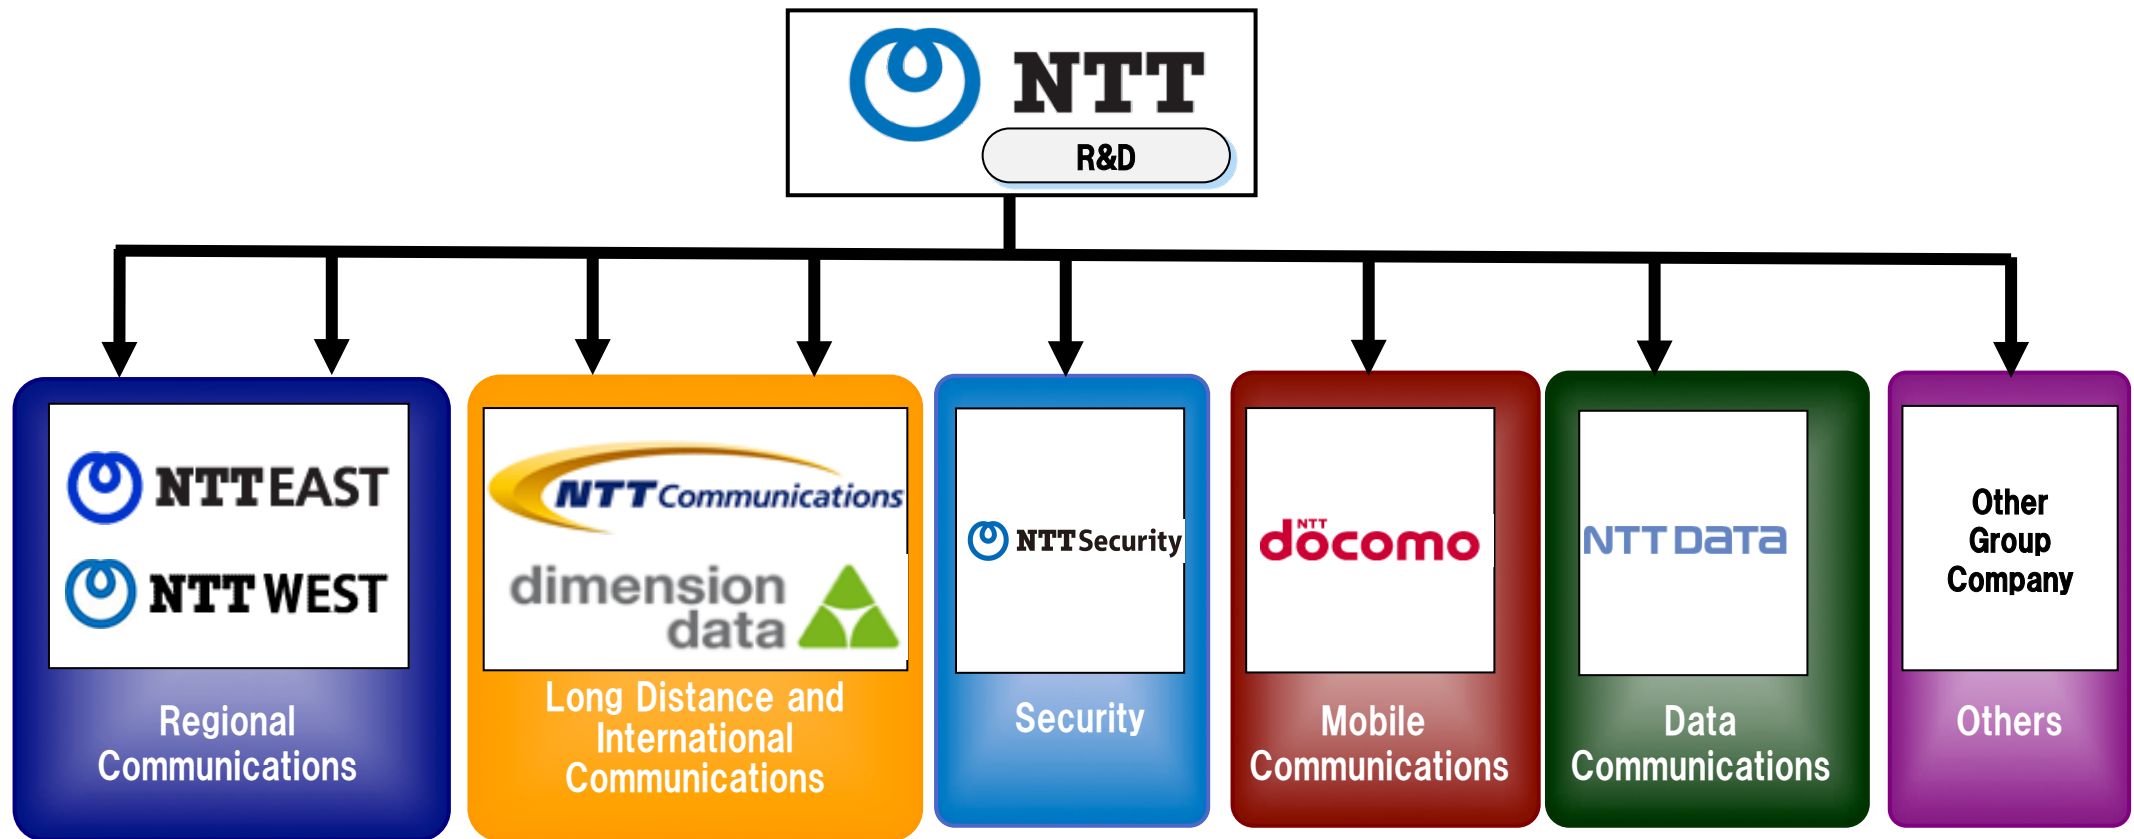 NTT
R&D
NTT EAST
NTT WEST
Regional
Communications
NTT Communications
dimension
data
Long Distance and
International
Communications
NTT Security
Security
NTT
döcomo
Mobile
Communications
NTT DATA
Data
Communications
Other
Group
Company
Others